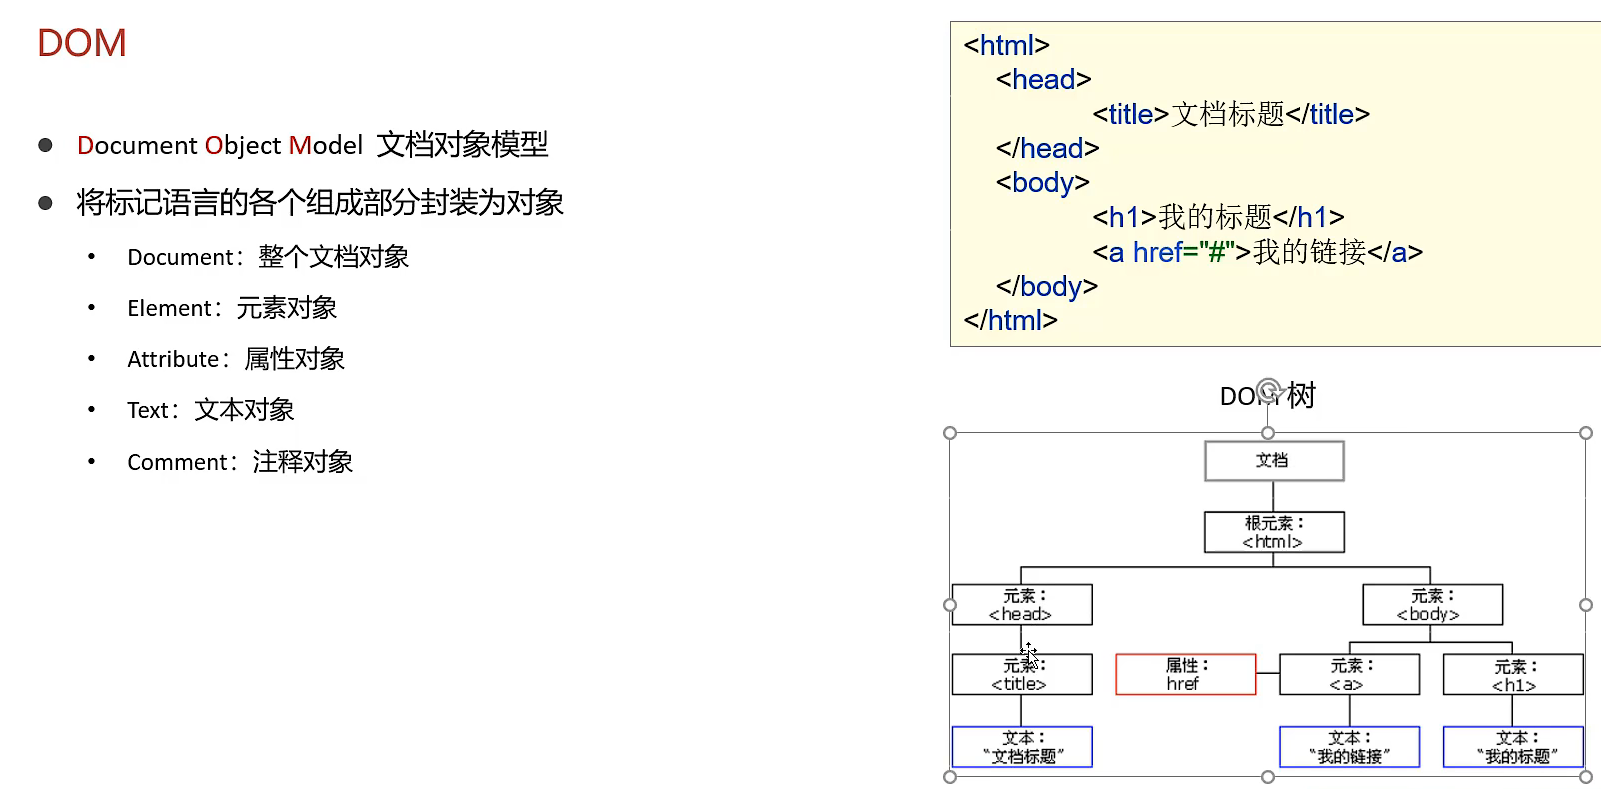 DOM
Document Object Model 文档对象模型
将标记语言的各个组成部分封装为对象
Document：整个文档对象
Element：元素对象
Attribute：属性对象
Text：文本对象
Comment：注释对象
<html>
<head>
<title>文档标题</title>
</head>
<body>
<h1>我的标题</h1>
<a href="#">我的链接</a>
</body>
</html>
DOM 树
文档
根元素：
<html>
元素：
<head>
元素：
<body>
元素：
<title>
属性：
href
元素：
<a>
元素：
<h1>
文本：
“文档标题”
文本：
“我的链接”
文本：
“我的标题”